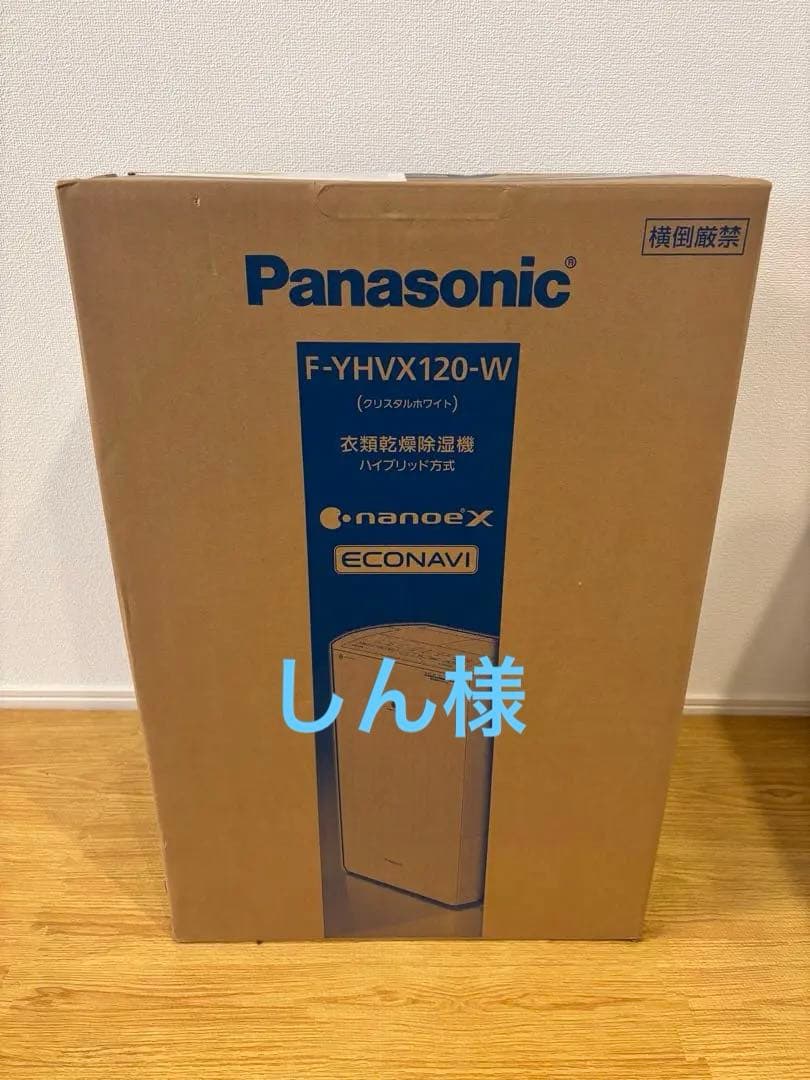 横倒厳禁
Panasonic®
F-YHVX120-W
(クリスタルホワイト)
衣類乾燥除湿機
ハイブリッド方式
nanoe X
ECONAVI
しん様